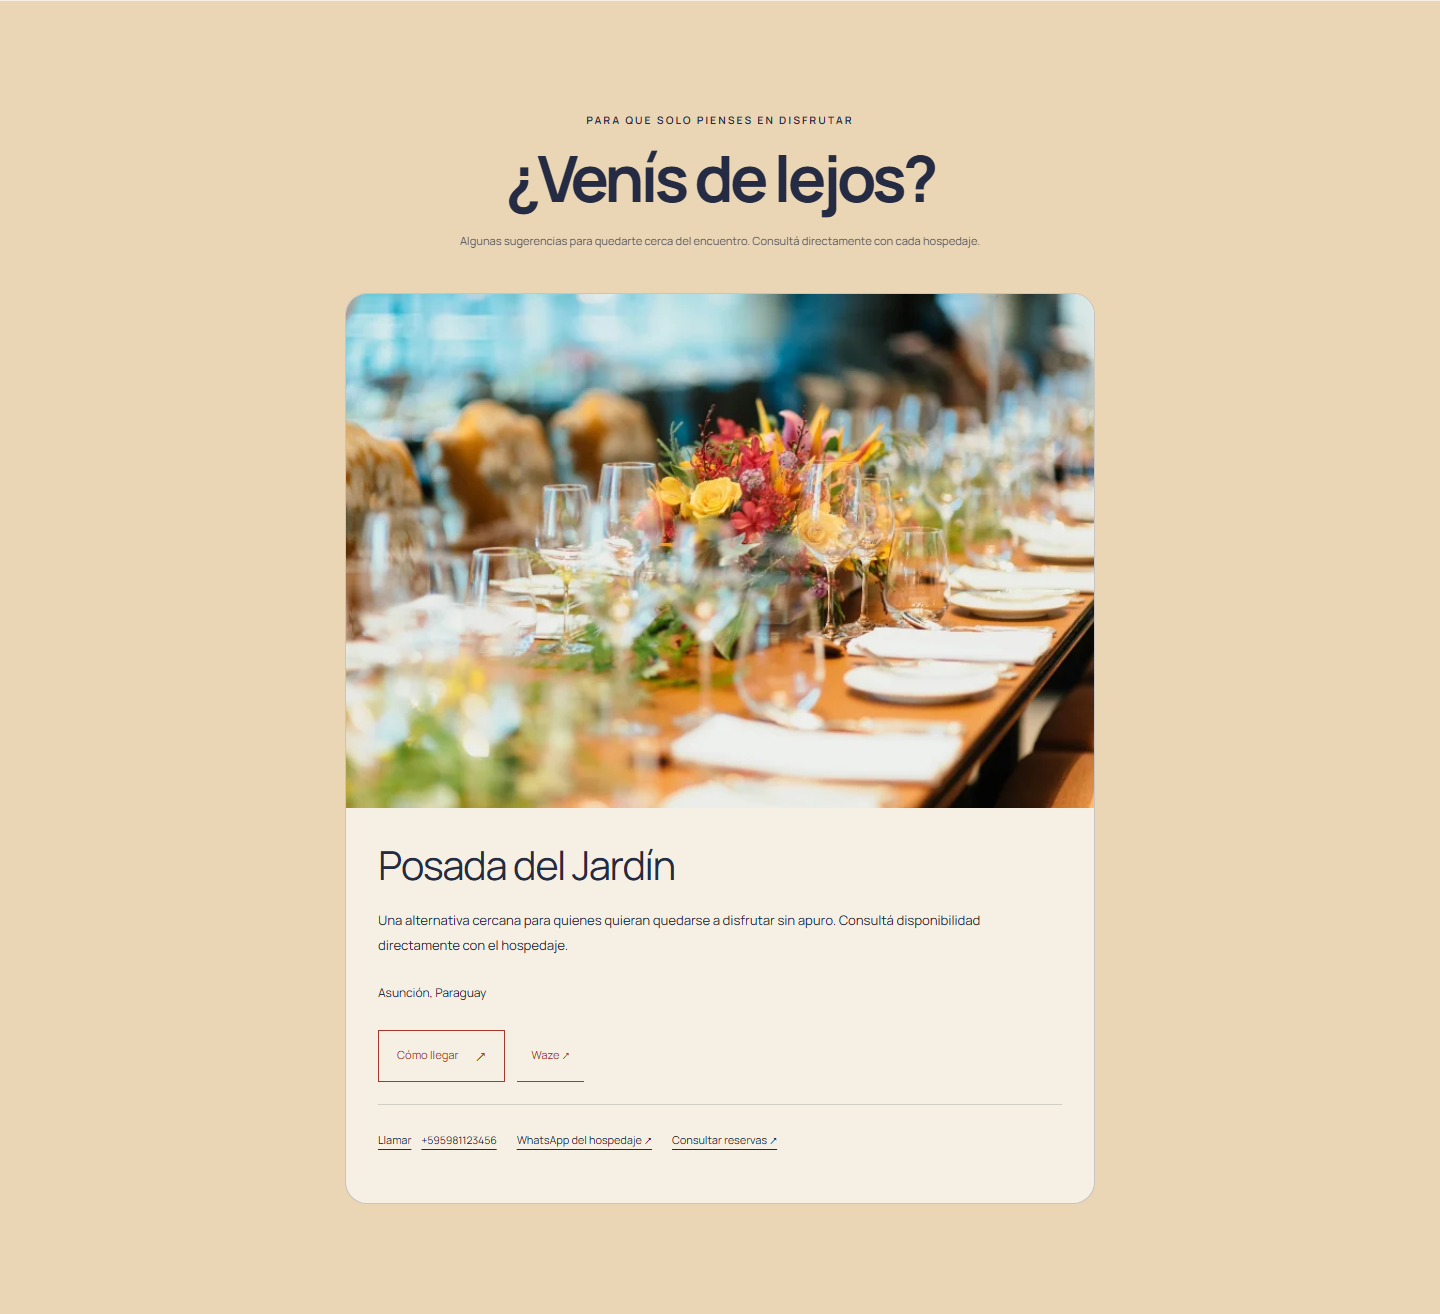 PARA QUE SOLO PIENSES EN DISFRUTAR
¿Venís de lejos?
Algunas sugerencias para quedarte cerca del encuentro. Consultá directamente con cada hospedaje.
Posada del Jardín
Una alternativa cercana para quienes quieran quedarse a disfrutar sin apuro. Consultá disponibilidad
directamente con el hospedaje.
Asunción, Paraguay
Cómo llegar ↗ Waze ↗
Llamar +595981123456 WhatsApp del hospedaje ↗ Consultar reservas ↗